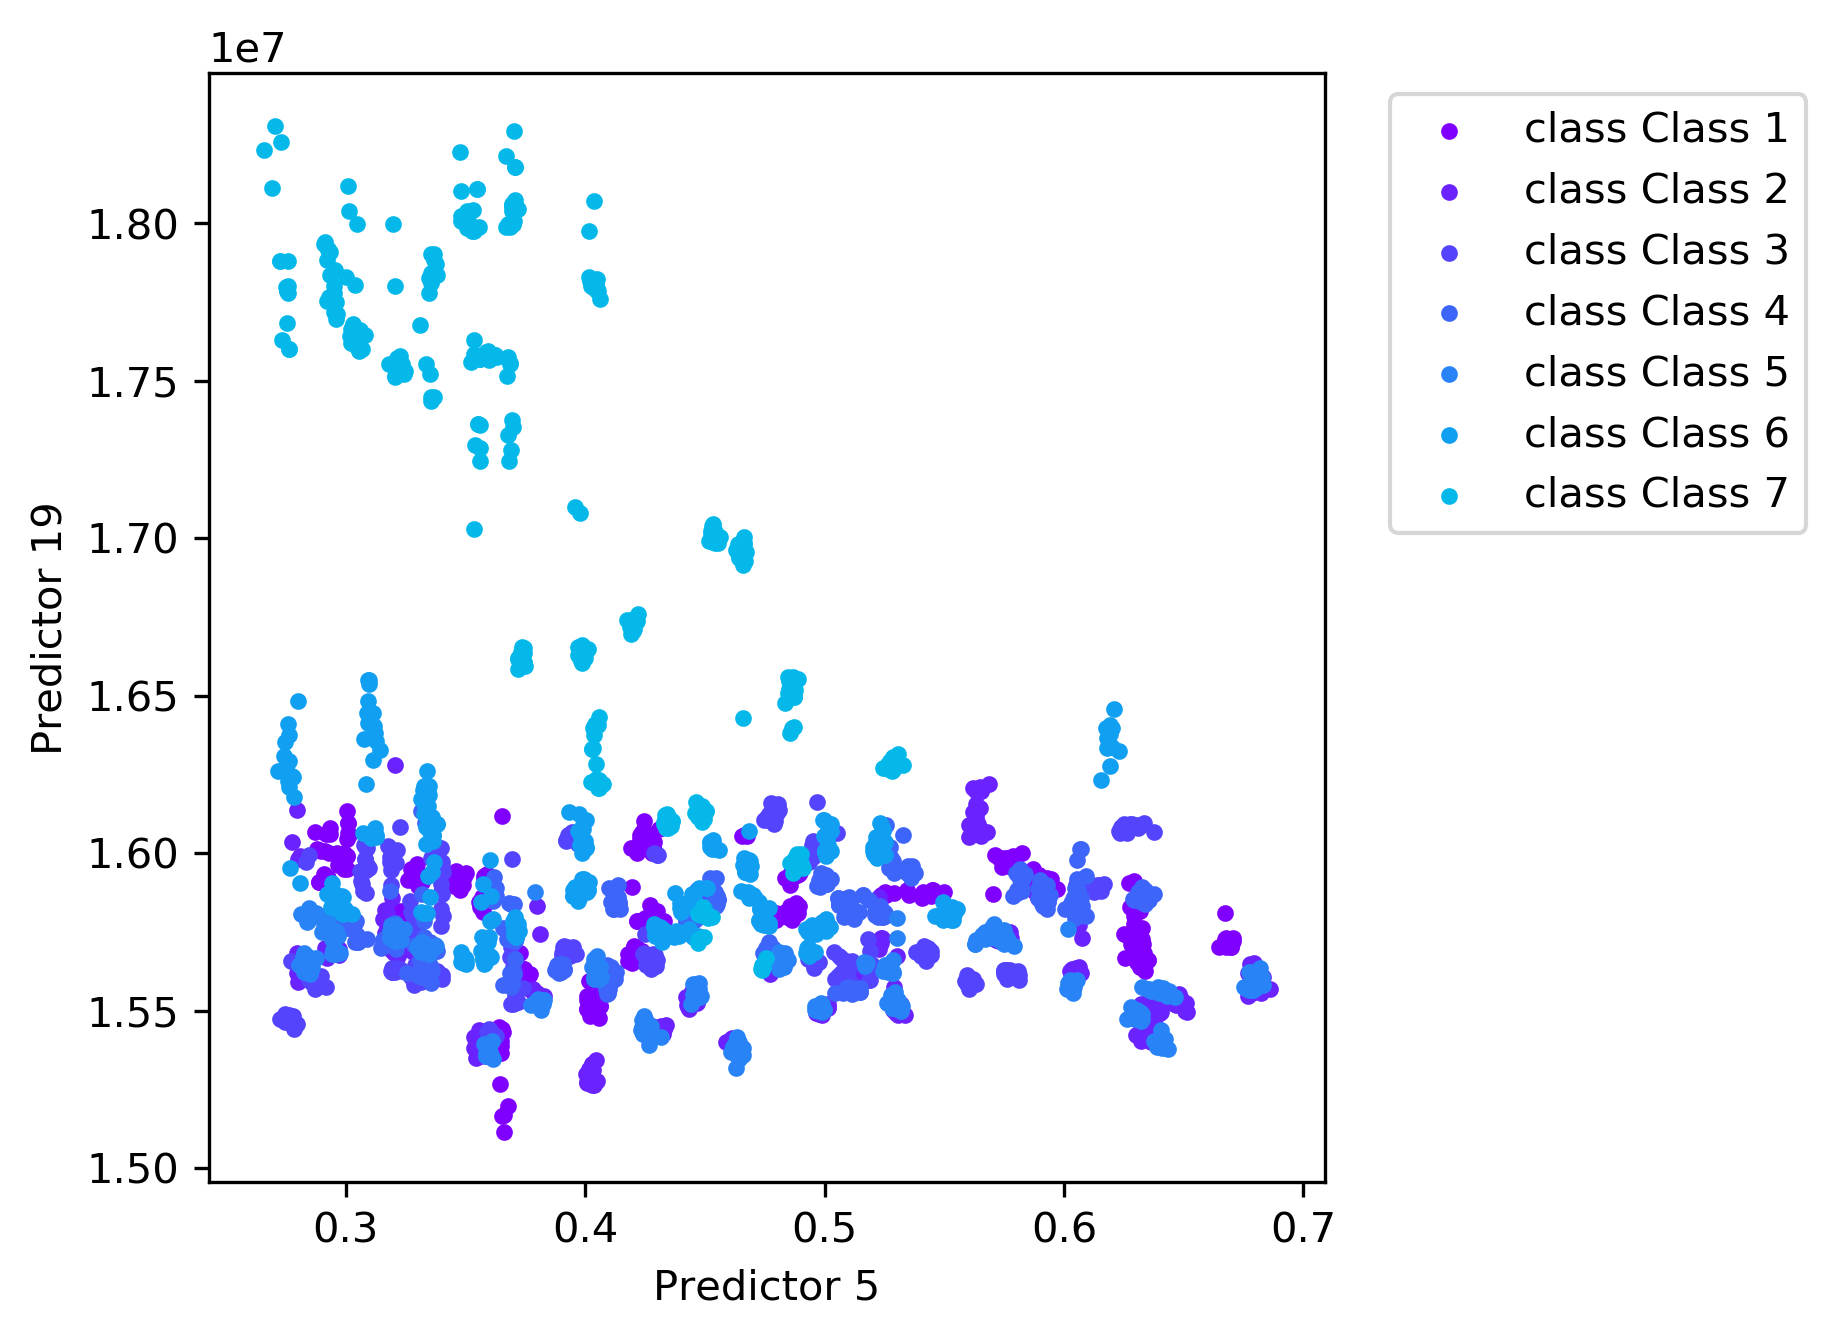 1e7
1.80
1.75
1.70
1.65
1.60
1.55
1.50
Predictor 19
0.3 0.4 0.5 0.6 0.7
Predictor 5
class Class 1
class Class 2
class Class 3
class Class 4
class Class 5
class Class 6
class Class 7